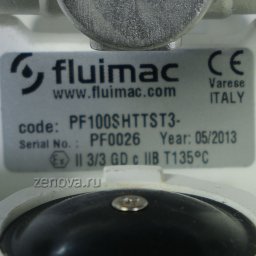 fluimac
www.fluimac.com
CE
Varese
ITALY
code: PF100SHTTST3-
Serial No.: PF0026 Year: 05/2013
Ex II 3/3 GD c IIB T135°C
zenova.ru